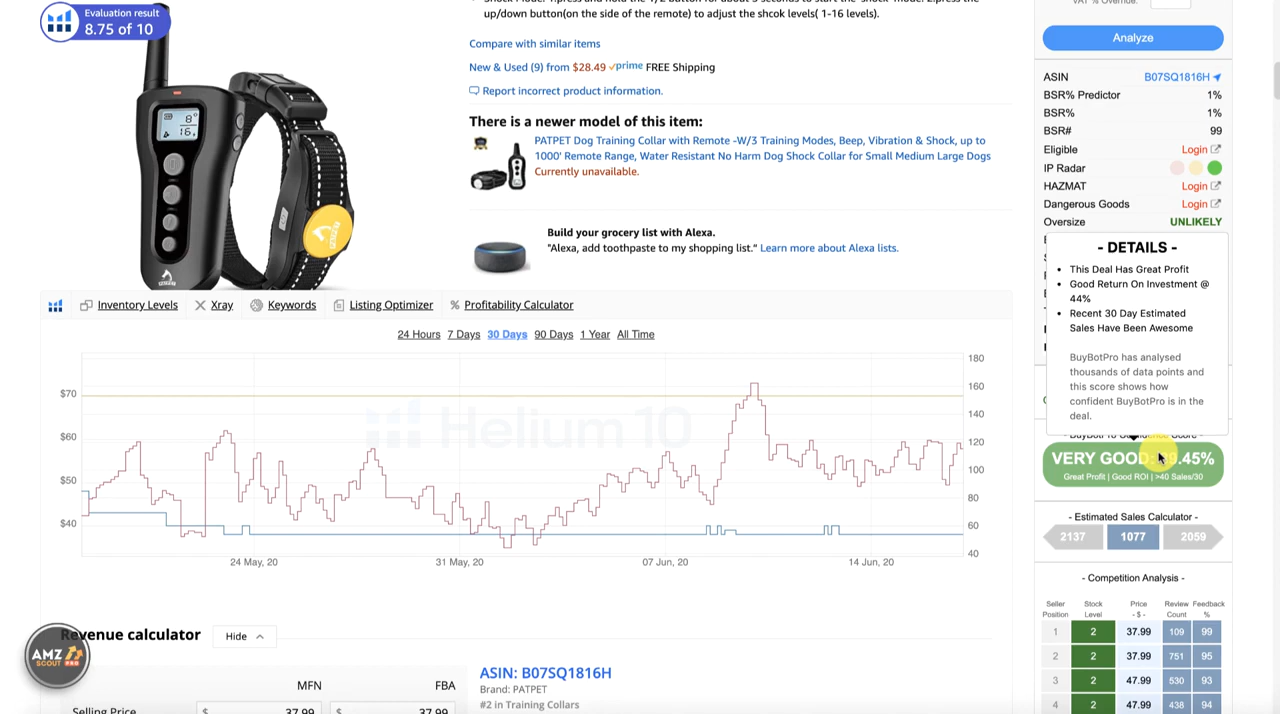 Evaluation result
8.75 of 10
8°
16
up/down button(on the side of the remote) to adjust the shcok levels( 1-16 levels).
Compare with similar items
New & Used (9) from $28.49 prime FREE Shipping
Report incorrect product information.
There is a newer model of this item:
PATPET Dog Training Collar with Remote -W/3 Training Modes, Beep, Vibration & Shock, up to
1000' Remote Range, Water Resistant No Harm Dog Shock Collar for Small Medium Large Dogs
Currently unavailable.
Build your grocery list with Alexa.
"Alexa, add toothpaste to my shopping list." Learn more about Alexa lists.
Inventory Levels Xray Keywords Listing Optimizer % Profitability Calculator
24 Hours 7 Days 30 Days 90 Days 1 Year All Time
Helium 10
$70
$60
$50
$40
180
160
140
120
100
80
60
40
24 May, 20 31 May, 20 07 Jun, 20 14 Jun, 20
Revenue calculator Hide
AMZ
SCOUT PRO
MFN FBA
Selling Price $ 37.99 $ 37.99
ASIN: B07SQ1816H
Brand: PATPET
#2 in Training Collars
VAT % Override:
Analyze
ASIN B07SQ1816H
BSR% Predictor 1%
BSR% 1%
BSR# 99
Eligible Login
IP Radar
HAZMAT Login
Dangerous Goods Login
Oversize UNLIKELY
- DETAILS -
• This Deal Has Great Profit
• Good Return On Investment @
44%
• Recent 30 Day Estimated
Sales Have Been Awesome
BuyBotPro has analysed
thousands of data points and
this score shows how
confident BuyBotPro is in the
deal.
VERY GOOD: 9.45%
Great Profit | Good ROI | >40 Sales/30
- Estimated Sales Calculator -
2137 1077 2059
- Competition Analysis -
Seller Stock Price Review Feedback
Position Level - $ - Count %
1 2 37.99 109 99
2 2 37.99 751 95
3 2 47.99 530 93
4 2 47.99 438 94